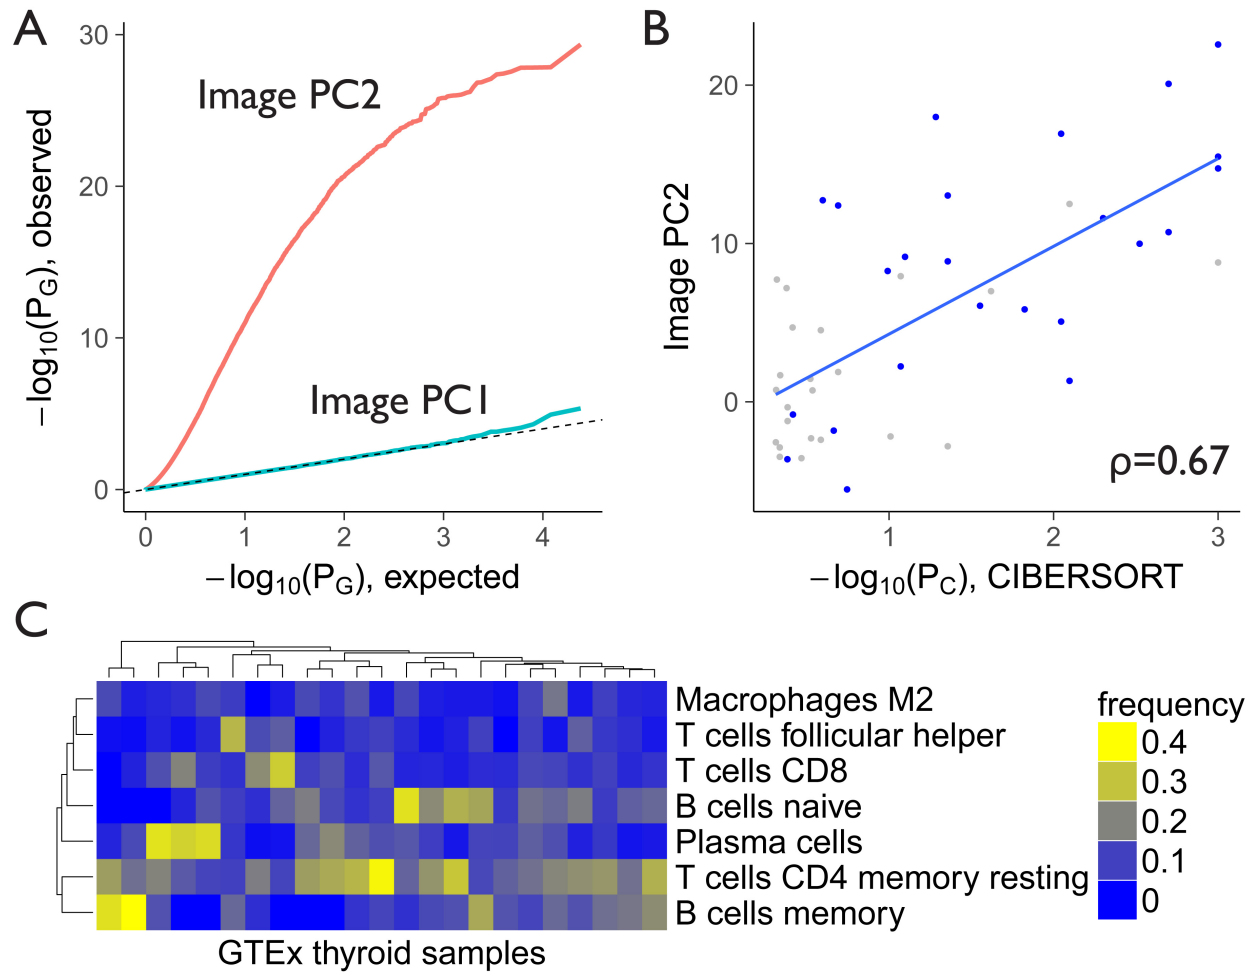 A
30
20
10
0
−log10(PG), observed
Image PC2
Image PC1
0 1 2 3 4
−log10(PG), expected
B
20
10
0
Image PC2
ρ=0.67
1 2 3
−log10(PC), CIBERSORT
C
Macrophages M2
T cells follicular helper
T cells CD8
B cells naive
Plasma cells
T cells CD4 memory resting
B cells memory
GTEx thyroid samples
frequency
0.4
0.3
0.2
0.1
0